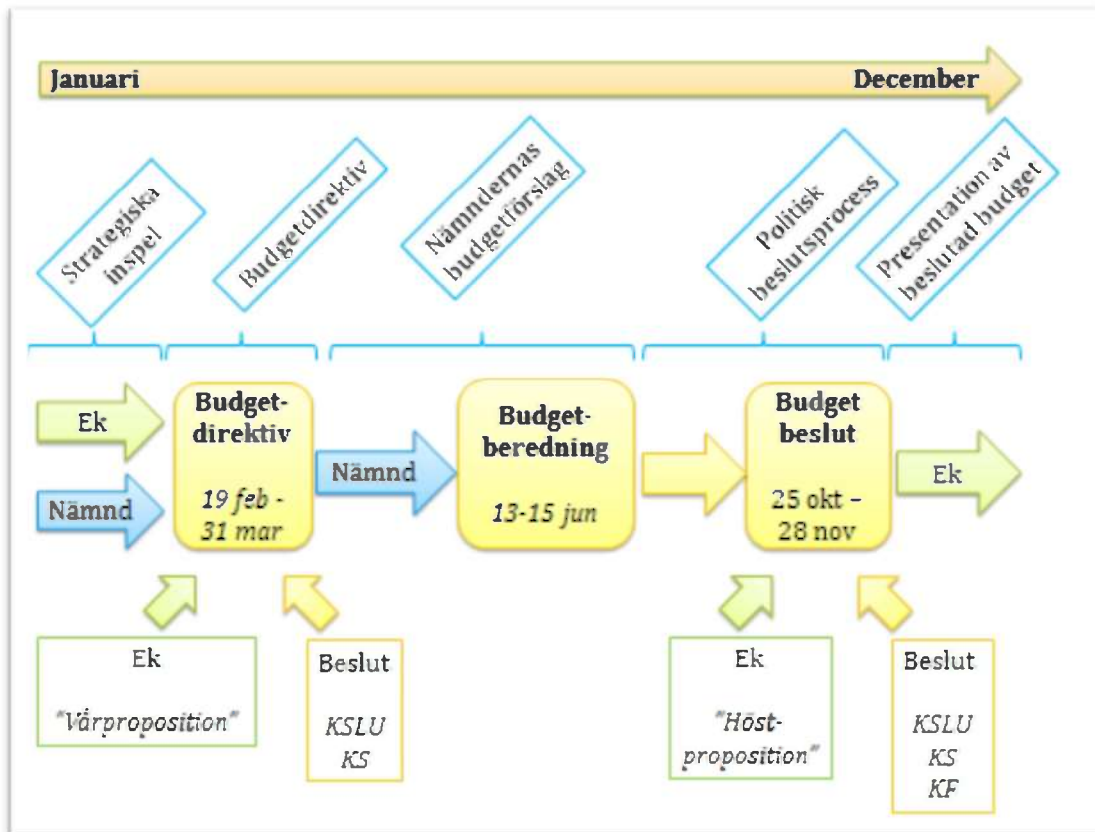 Januari
December
Strategiska
inspel
Budgetdirektiv
Nämndernas
budgetförslag
Politisk
beslutsprocess
Presentation av
beslutad budget
Ek
Nämnd
Budget-
direktiv
19 feb -
31 mar
Nämnd
Budget-
beredning
13-15 jun
Budget
beslut
25 okt –
28 nov
Ek
Ek
"Vårproposition"
Beslut
KSLU
KS
Ek
"Höst-
proposition"
Beslut
KSLU
KS
KF